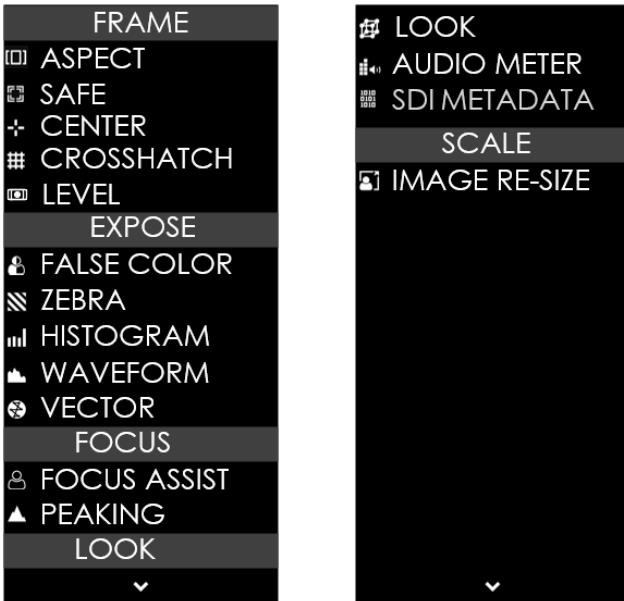 FRAME
ASPECT
SAFE
CENTER
CROSSHATCH
LEVEL
EXPOSE
FALSE COLOR
ZEBRA
HISTOGRAM
WAVEFORM
VECTOR
FOCUS
FOCUS ASSIST
PEAKING
LOOK
LOOK
AUDIO METER
SDI METADATA
SCALE
IMAGE RE-SIZE